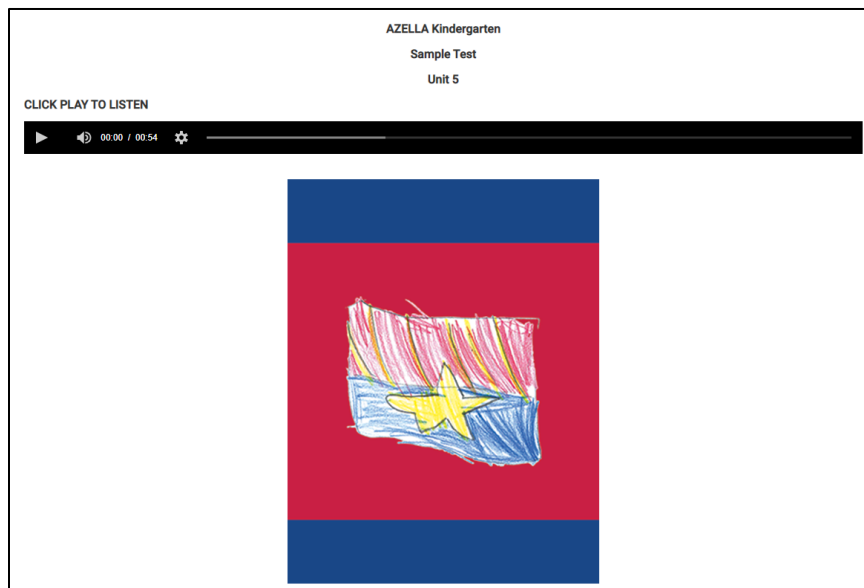 AZELLA Kindergarten
Sample Test
Unit 5
CLICK PLAY TO LISTEN
00:00 / 00:54